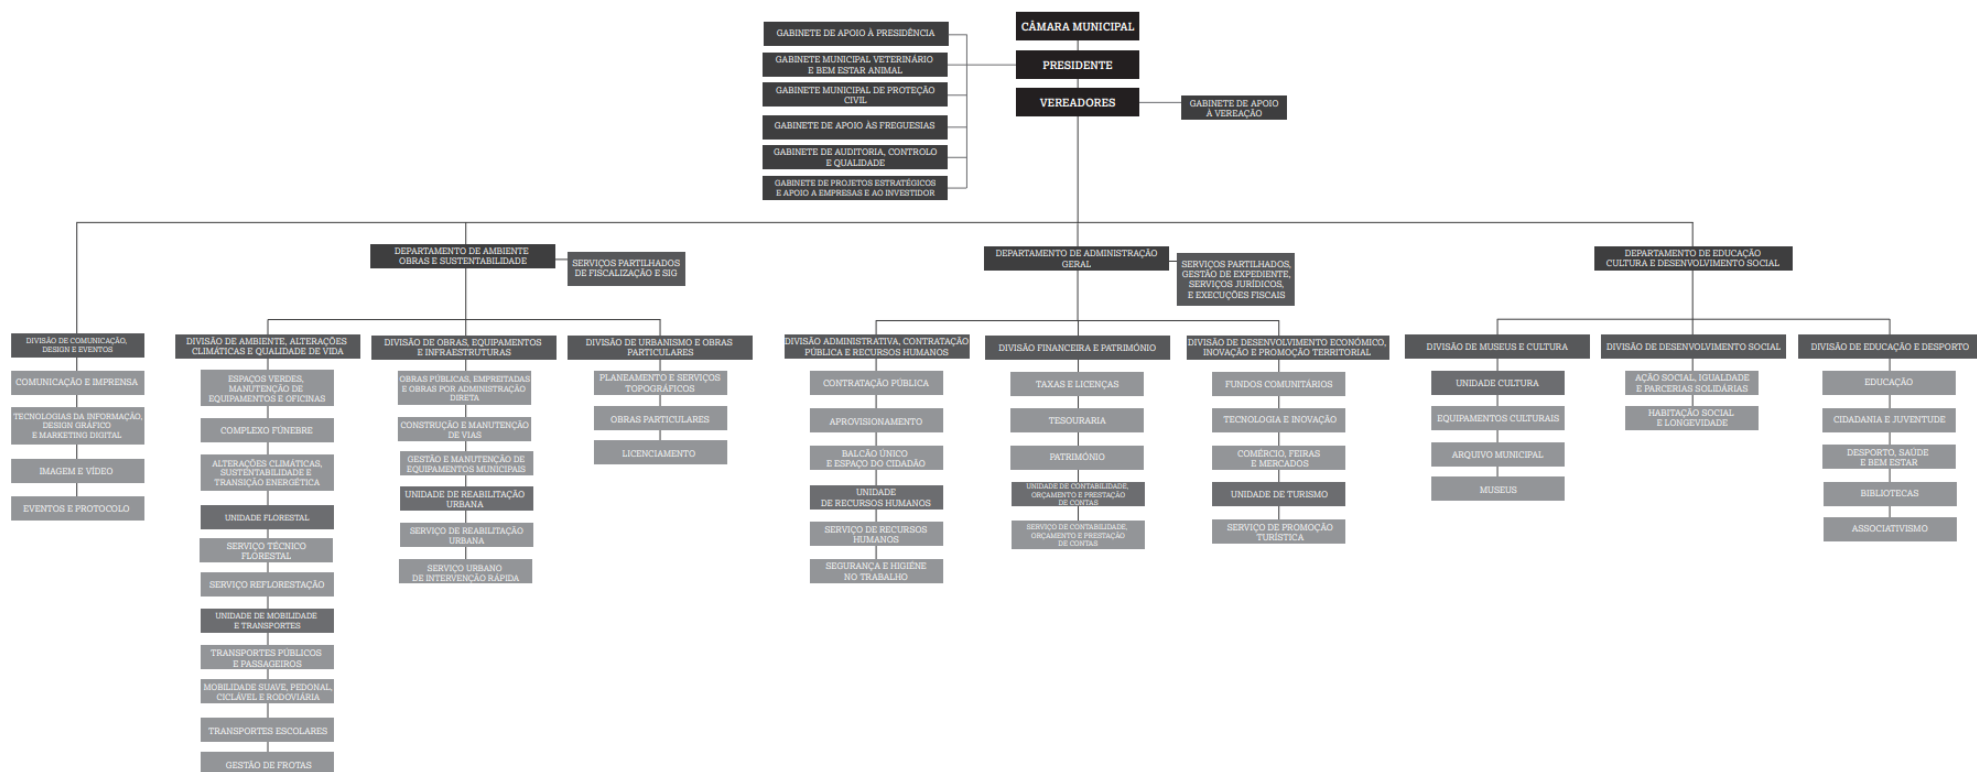 CÂMARA MUNICIPAL
PRESIDENTE
VEREADORES
GABINETE DE APOIO
À VEREAÇÃO
GABINETE DE APOIO À PRESIDÊNCIA
GABINETE MUNICIPAL VETERINÁRIO
E BEM ESTAR ANIMAL
GABINETE MUNICIPAL DE PROTEÇÃO
CIVIL
GABINETE DE APOIO ÀS FREGUESIAS
GABINETE DE AUDITORIA, CONTROLO
E QUALIDADE
GABINETE DE PROJETOS ESTRATÉGICOS
E APOIO A EMPRESAS E AO INVESTIDOR
DEPARTAMENTO DE AMBIENTE
OBRAS E SUSTENTABILIDADE
SERVIÇOS PARTILHADOS
DE FISCALIZAÇÃO E SIG
DEPARTAMENTO DE ADMINISTRAÇÃO
GERAL
SERVIÇOS PARTILHADOS,
GESTÃO DE EXPEDIENTE,
SERVIÇOS JURÍDICOS,
E EXECUÇÕES FISCAIS
DEPARTAMENTO DE EDUCAÇÃO
CULTURA E DESENVOLVIMENTO SOCIAL
DIVISÃO DE COMUNICAÇÃO,
DESIGN E EVENTOS
COMUNICAÇÃO E IMPRENSA
TECNOLOGIAS DA INFORMAÇÃO,
DESIGN GRÁFICO
E MARKETING DIGITAL
IMAGEM E VÍDEO
EVENTOS E PROTOCOLO
DIVISÃO DE AMBIENTE, ALTERAÇÕES
CLIMÁTICAS E QUALIDADE DE VIDA
ESPAÇOS VERDES,
MANUTENÇÃO DE
EQUIPAMENTOS E OFICINAS
COMPLEXO FÚNEBRE
ALTERAÇÕES CLIMÁTICAS,
SUSTENTABILIDADE E
TRANSIÇÃO ENERGÉTICA
UNIDADE FLORESTAL
SERVIÇO TÉCNICO
FLORESTAL
SERVIÇO REFLORESTAÇÃO
UNIDADE DE MOBILIDADE
E TRANSPORTES
TRANSPORTES PÚBLICOS
E PASSAGEIROS
MOBILIDADE SUAVE, PEDONAL,
CICLÁVEL E RODOVIÁRIA
TRANSPORTES ESCOLARES
GESTÃO DE FROTAS
DIVISÃO DE OBRAS, EQUIPAMENTOS
E INFRAESTRUTURAS
OBRAS PÚBLICAS, EMPREITADAS
E OBRAS POR ADMINISTRAÇÃO
DIRETA
CONSTRUÇÃO E MANUTENÇÃO
DE VIAS
GESTÃO E MANUTENÇÃO DE
EQUIPAMENTOS MUNICIPAIS
UNIDADE DE REABILITAÇÃO
URBANA
SERVIÇO DE REABILITAÇÃO
URBANA
SERVIÇO URBANO
DE INTERVENÇÃO RÁPIDA
DIVISÃO DE URBANISMO E OBRAS
PARTICULARES
PLANEAMENTO E SERVIÇOS
TOPOGRÁFICOS
OBRAS PARTICULARES
LICENCIAMENTO
DIVISÃO ADMINISTRATIVA, CONTRATAÇÃO
PÚBLICA E RECURSOS HUMANOS
CONTRATAÇÃO PÚBLICA
APROVISIONAMENTO
BALCÃO ÚNICO
E ESPAÇO DO CIDADÃO
UNIDADE
DE RECURSOS HUMANOS
SERVIÇO DE RECURSOS
HUMANOS
SEGURANÇA E HIGIÉNE
NO TRABALHO
DIVISÃO FINANCEIRA E PATRIMÓNIO
TAXAS E LICENÇAS
TESOURARIA
PATRIMÓNIO
UNIDADE DE CONTABILIDADE,
ORÇAMENTO E PRESTAÇÃO
DE CONTAS
SERVIÇO DE CONTABILIDADE,
ORÇAMENTO E PRESTAÇÃO
DE CONTAS
DIVISÃO DE DESENVOLVIMENTO ECONÓMICO,
INOVAÇÃO E PROMOÇÃO TERRITORIAL
FUNDOS COMUNITÁRIOS
TECNOLOGIA E INOVAÇÃO
COMÉRCIO, FEIRAS
E MERCADOS
UNIDADE DE TURISMO
SERVIÇO DE PROMOÇÃO
TURÍSTICA
DIVISÃO DE MUSEUS E CULTURA
UNIDADE CULTURA
EQUIPAMENTOS CULTURAIS
ARQUIVO MUNICIPAL
MUSEUS
DIVISÃO DE DESENVOLVIMENTO SOCIAL
AÇÃO SOCIAL, IGUALDADE
E PARCERIAS SOLIDÁRIAS
HABITAÇÃO SOCIAL
E LONGEVIDADE
DIVISÃO DE EDUCAÇÃO E DESPORTO
EDUCAÇÃO
CIDADANIA E JUVENTUDE
DESPORTO, SAÚDE
E BEM ESTAR
BIBLIOTECAS
ASSOCIATIVISMO